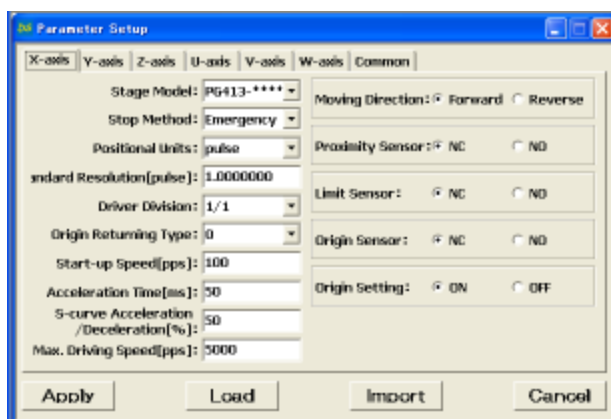 Parameter Setup
X-axis Y-axis Z-axis U-axis V-axis W-axis Common
Stage Model: PG413-****
Stop Method: Emergency
Positional Units: pulse
ndard Resolution[pulse]: 1.0000000
Driver Division: 1/1
Origin Returning Type: 0
Start-up Speed[pps]: 100
Acceleration Time[ms]: 50
S-curve Acceleration
/Deceleration[%]: 50
Max. Driving Speed[pps]: 5000
Moving Direction: Forward Reverse
Proximity Sensor: NC NO
Limit Sensor: NC NO
Origin Sensor: NC NO
Origin Setting: ON OFF
Apply Load Import Cancel